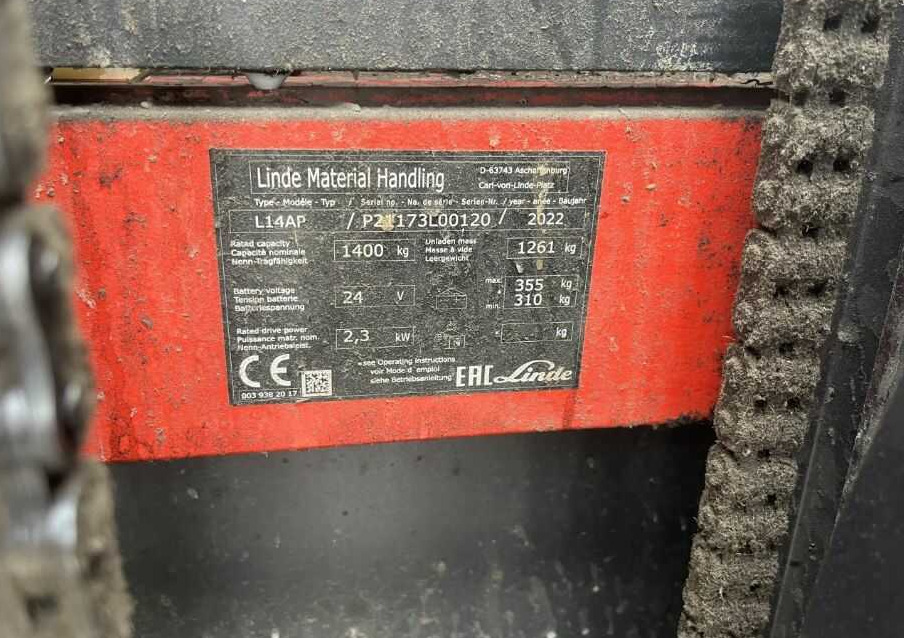 Linde Material Handling D-63743 Aschaffenburg
Carl-von-Linde-Platz
Type - Modèle - Typ / Serial no. - No. de série - Serien-Nr. / year - année - Baujahr
L14AP / P21173L00120 / 2022
Rated capacity
Capacité nominale
Nenn-Tragfähigkeit
1400 kg
Unladen mass
Masse à vide
Leergewicht
1261 kg
Battery voltage
Tension batterie
Batteriespannung
24 V
max. 355 kg
min. 310 kg
Rated drive power
Puissance matr. nom.
Nenn-Antriebsleist.
2,3 kW
* kg
CE
003 938 20 17
*see Operating instructions
voir Mode d´emploi
siehe Betriebsanleitung
EAC Linde